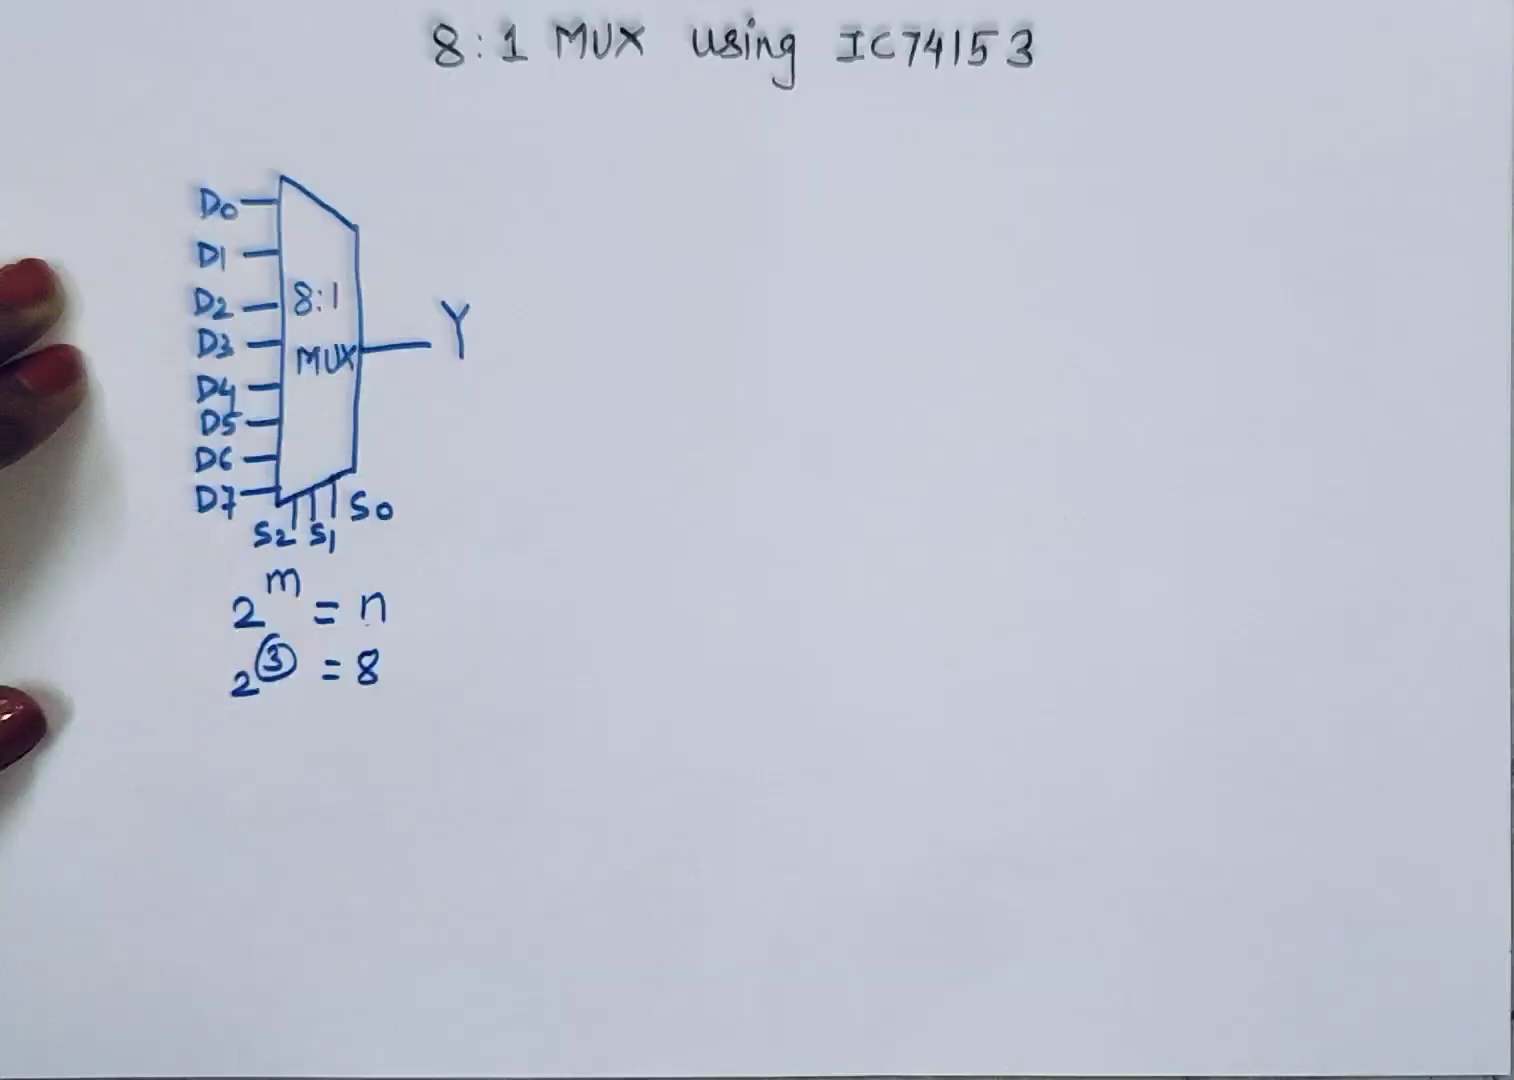 8:1 MUX using IC74153
D0
D1
D2
D3
D4
D5
D6
D7
8:1
MUX
Y
S2 S1 S0
2^m = n
2^3 = 8